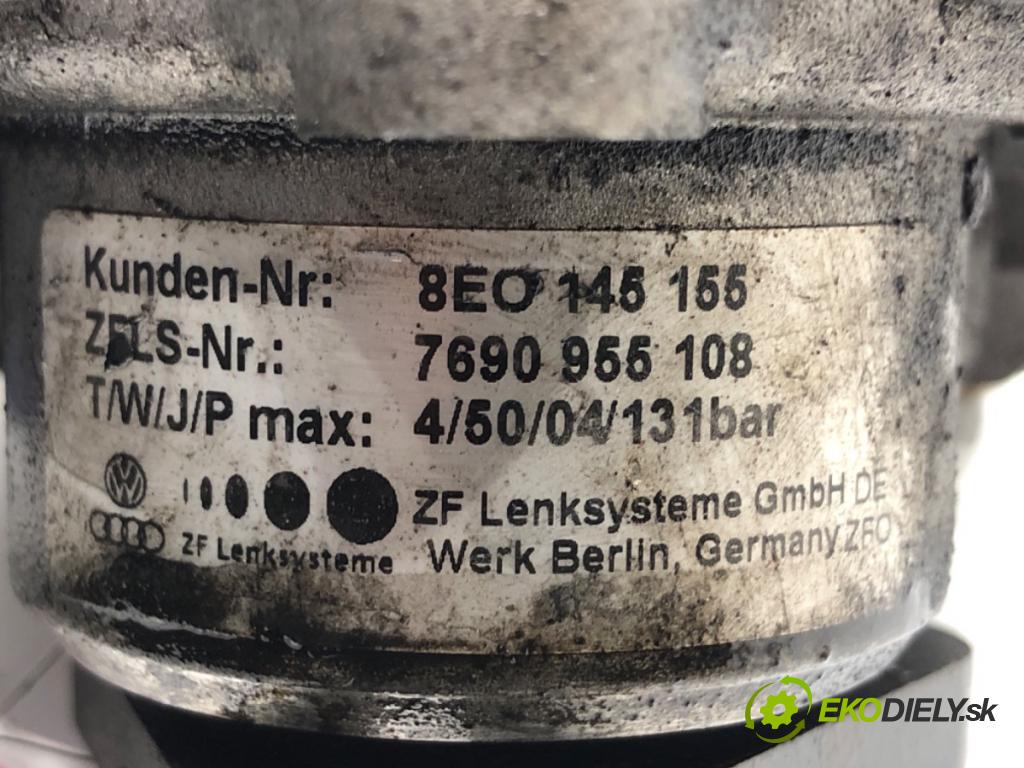 Kunden-Nr: 8EO 145 155
ZFLS-Nr.: 7690 955 108
T/W/J/P max: 4/50/04/131bar
ZF Lenksysteme GmbH DE
ZF Lenksysteme Werk Berlin, Germany ZFO
EKODIELY.sk